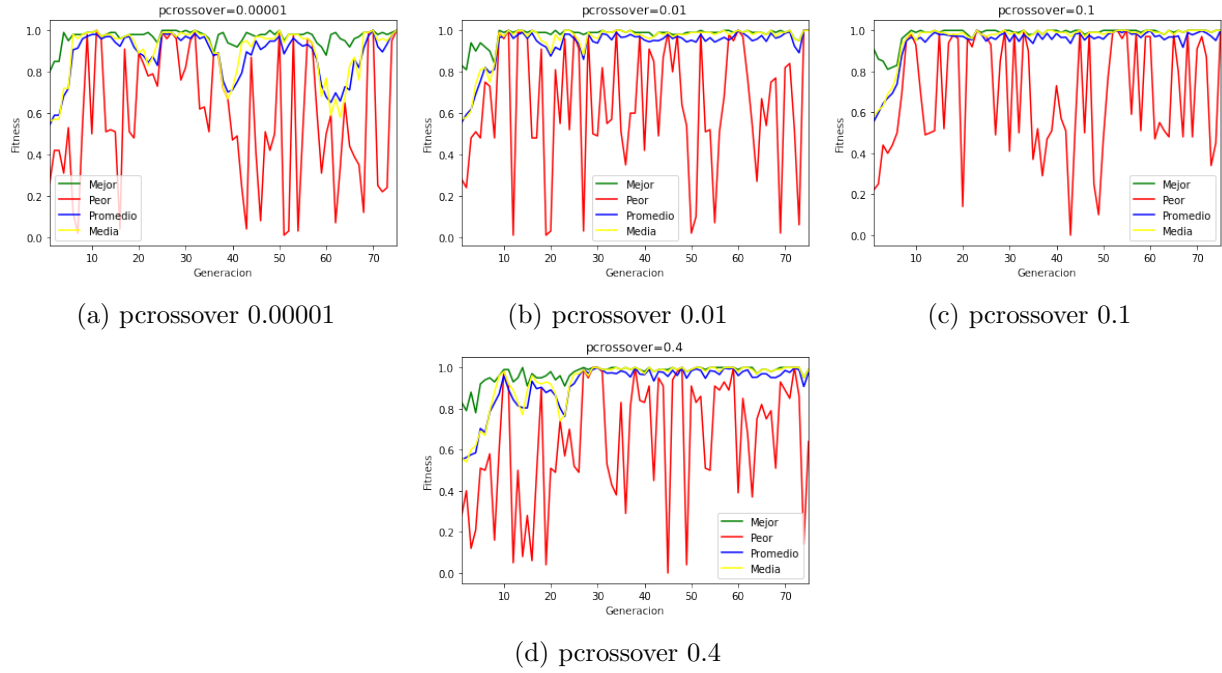 pcrossover=0.00001
1.0
0.8
0.6
0.4
0.2
0.0
Fitness
Mejor
Peor
Promedio
Media
10 20 30 40 50 60 70
Generacion
(a) pcrossover 0.00001
pcrossover=0.01
1.0
0.8
0.6
0.4
0.2
0.0
Fitness
Mejor
Peor
Promedio
Media
10 20 30 40 50 60 70
Generacion
(b) pcrossover 0.01
pcrossover=0.1
1.0
0.8
0.6
0.4
0.2
0.0
Fitness
Mejor
Peor
Promedio
Media
10 20 30 40 50 60 70
Generacion
(c) pcrossover 0.1
pcrossover=0.4
1.0
0.8
0.6
0.4
0.2
0.0
Fitness
Mejor
Peor
Promedio
Media
10 20 30 40 50 60 70
Generacion
(d) pcrossover 0.4